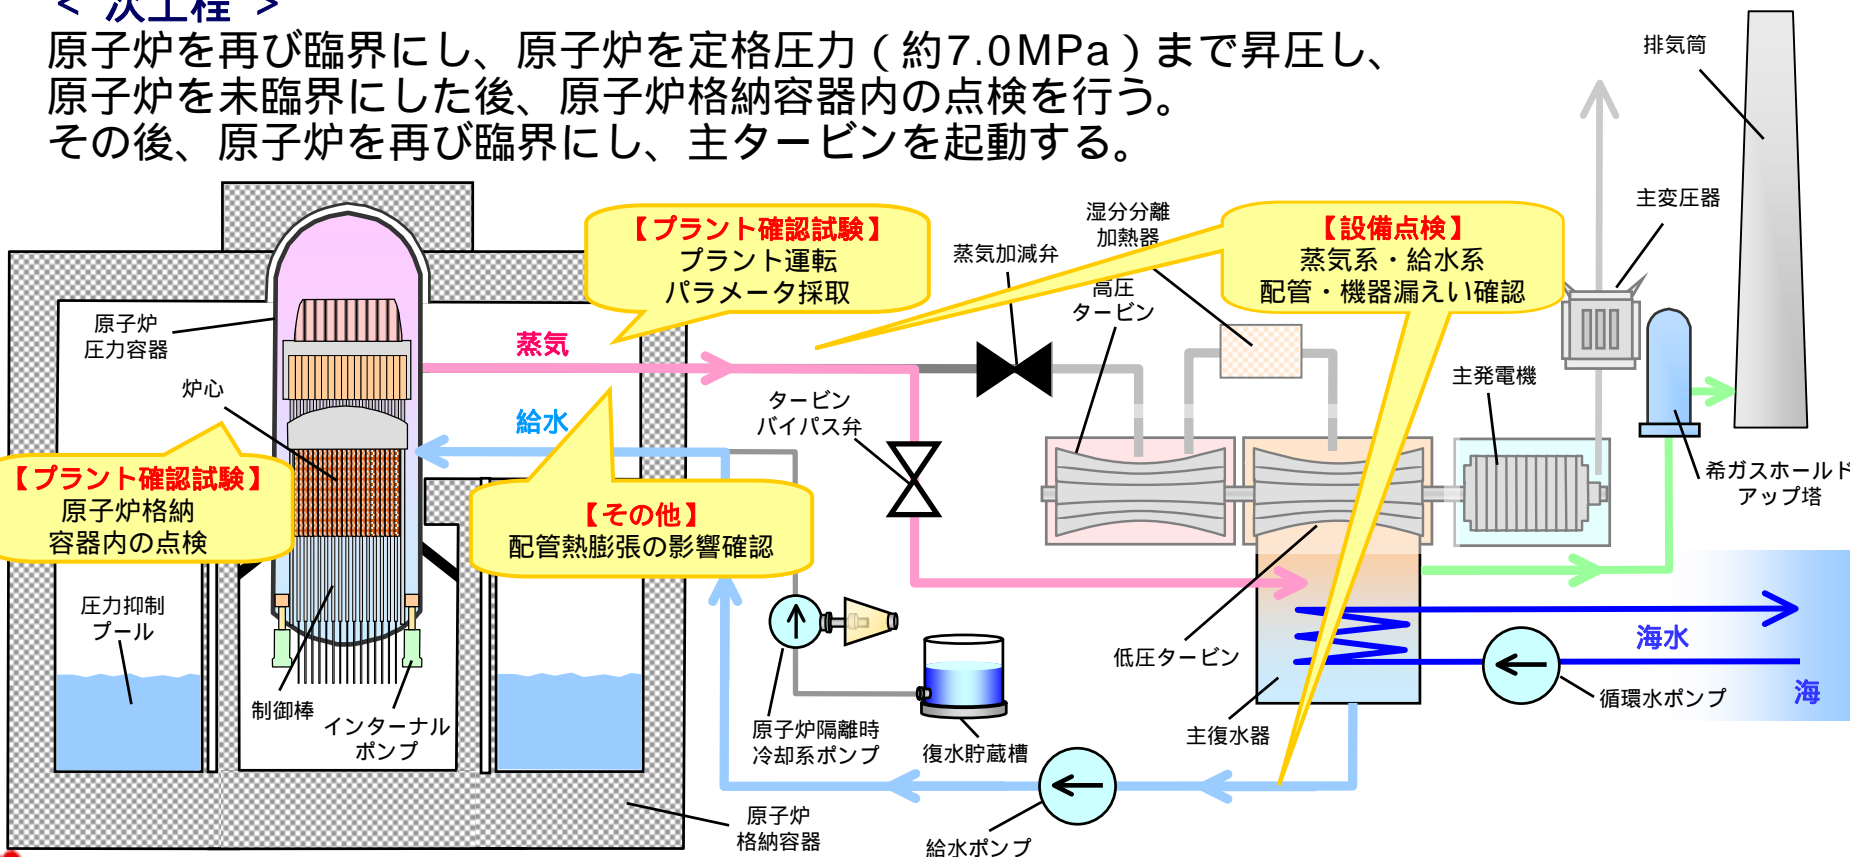 < 次工程 >
原子炉を再び臨界にし、原子炉を定格圧力（約7.0MPa）まで昇圧し、
原子炉を未臨界にした後、原子炉格納容器内の点検を行う。
その後、原子炉を再び臨界にし、主タービンを起動する。
排気筒
主変圧器
【プラント確認試験】
プラント運転
パラメータ採取
蒸気加減弁
湿分分離
加熱器
【設備点検】
蒸気系・給水系
配管・機器漏えい確認
高圧
タービン
原子炉
圧力容器
蒸気
炉心
タービン
バイパス弁
主発電機
給水
【プラント確認試験】
原子炉格納
容器内の点検
【その他】
配管熱膨張の影響確認
希ガスホールド
アップ塔
圧力抑制
プール
制御棒
インターナル
ポンプ
原子炉隔離時
冷却系ポンプ
復水貯蔵槽
低圧タービン
主復水器
海水
循環水ポンプ
海
原子炉
格納容器
給水ポンプ